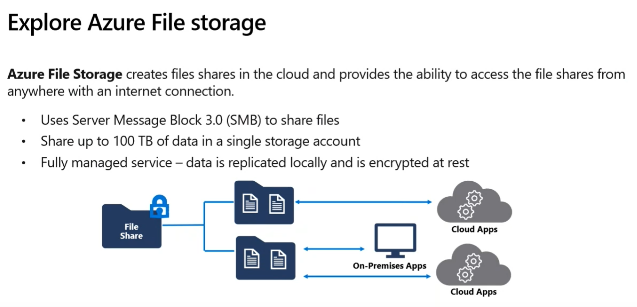 Explore Azure File storage
Azure File Storage creates files shares in the cloud and provides the ability to access the file shares from
anywhere with an internet connection.
• Uses Server Message Block 3.0 (SMB) to share files
• Share up to 100 TB of data in a single storage account
• Fully managed service – data is replicated locally and is encrypted at rest
File
Share
Cloud Apps
On-Premises Apps
Cloud Apps